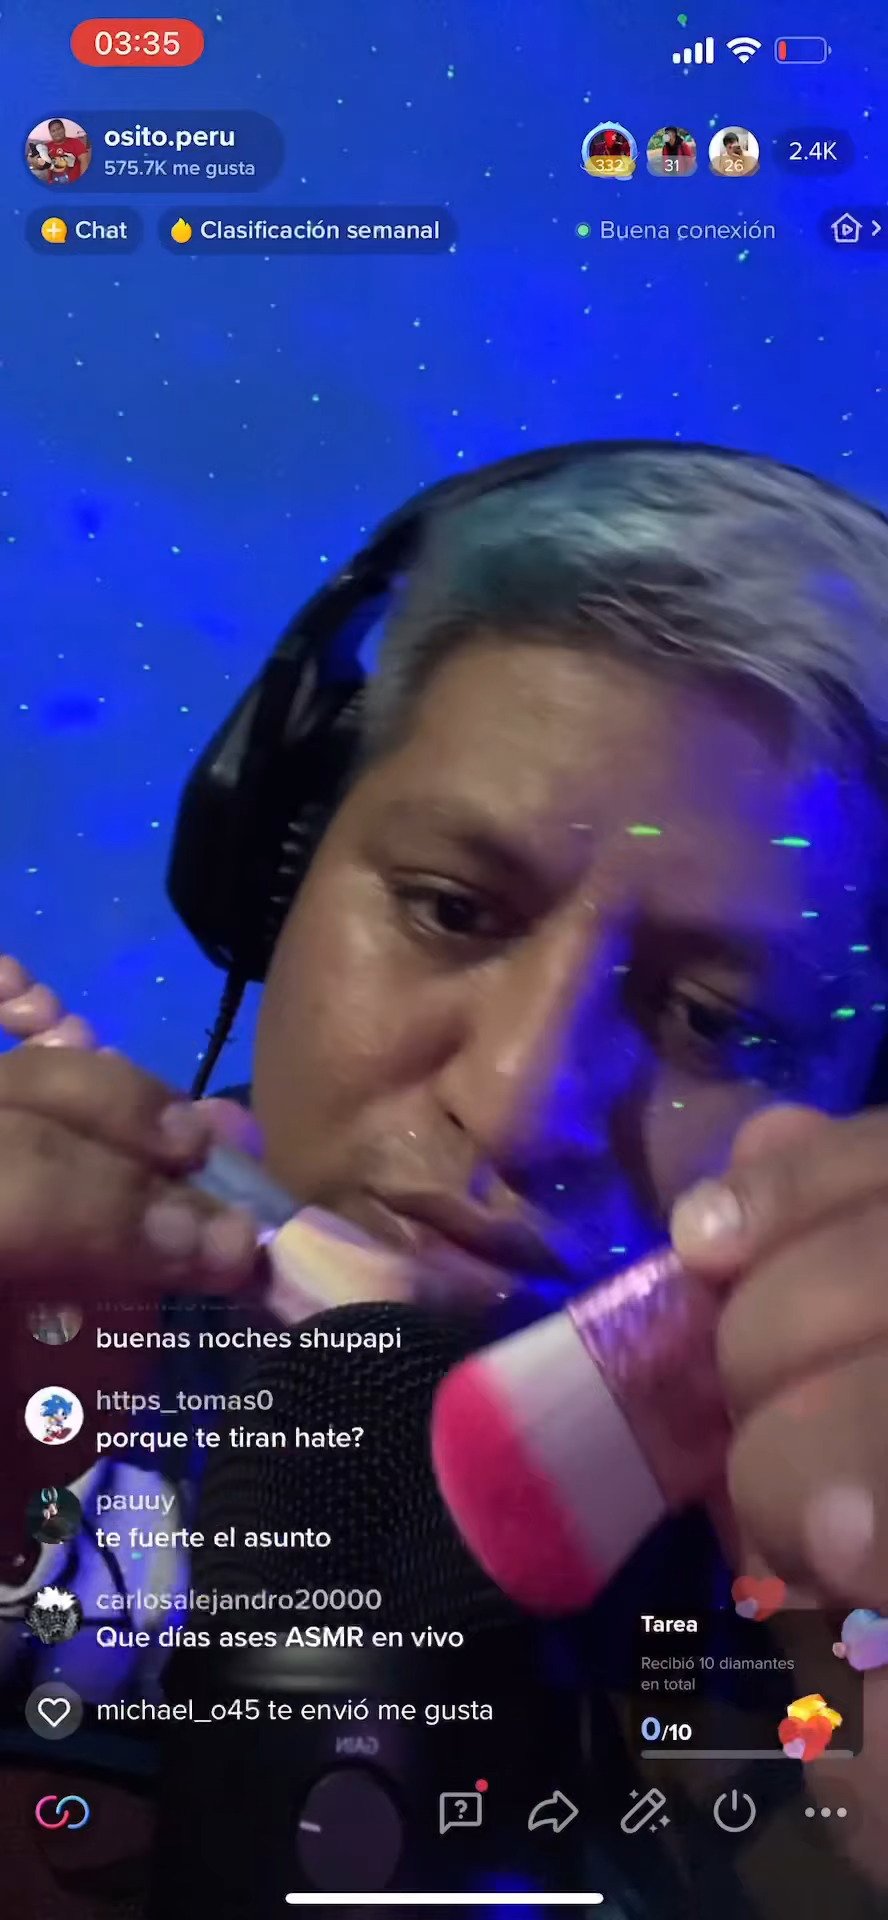 03:35
osito.peru
575.7K me gusta
332
31
26
2.4K
Chat
Clasificación semanal
Buena conexión
buenas noches shupapi
https_tomas0
porque te tiran hate?
pauuy
te fuerte el asunto
carlosalejandro20000
Que días ases ASMR en vivo
michael_o45 te envió me gusta
Tarea
Recibió 10 diamantes
en total
0/10
GAIN